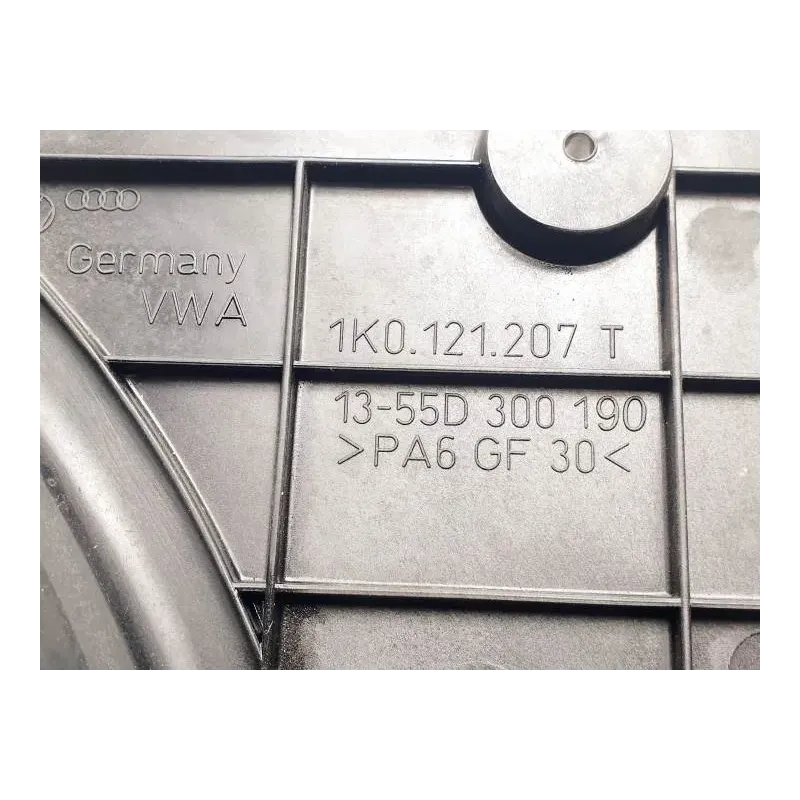 Germany
VWA
1K0.121.207 T
13-55D 300 190
>PA6 GF 30<